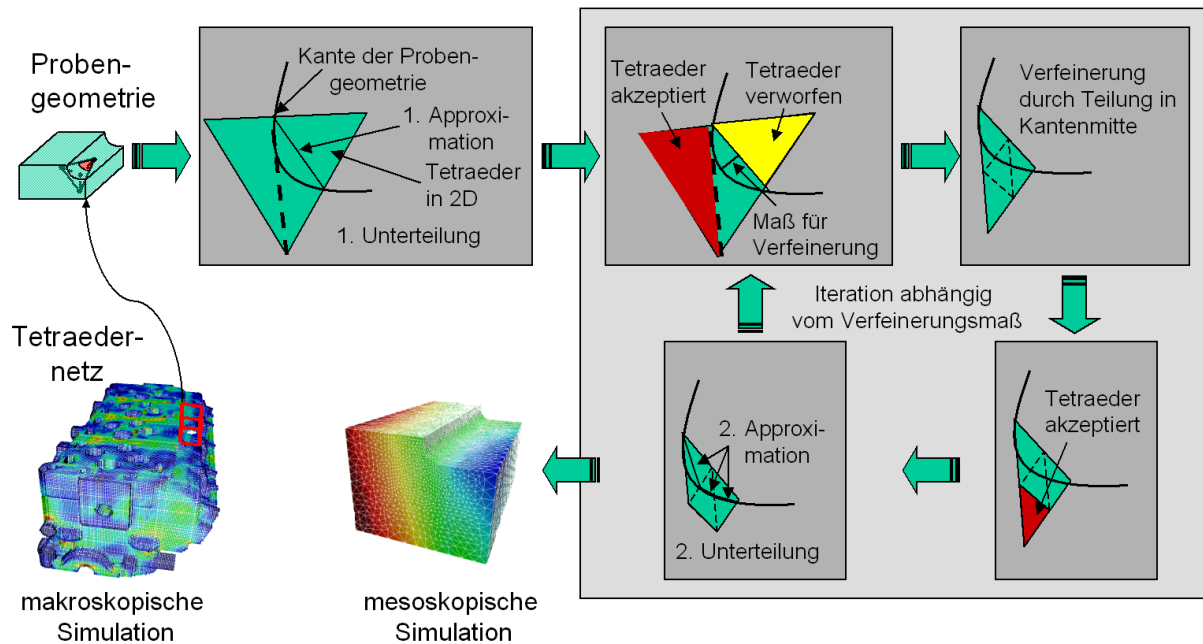 Proben-
geometrie
Kante der Proben-
geometrie
1. Approxi-
mation
Tetraeder
in 2D
1. Unterteilung
Tetraeder
akzeptiert
Tetraeder
verworfen
Maß für
Verfeinerung
Verfeinerung
durch Teilung in
Kantenmitte
Iteration abhängig
vom Verfeinerungsmaß
Tetraeder
akzeptiert
2. Approxi-
mation
2. Unterteilung
Tetraeder-
netz
makroskopische
Simulation
mesoskopische
Simulation